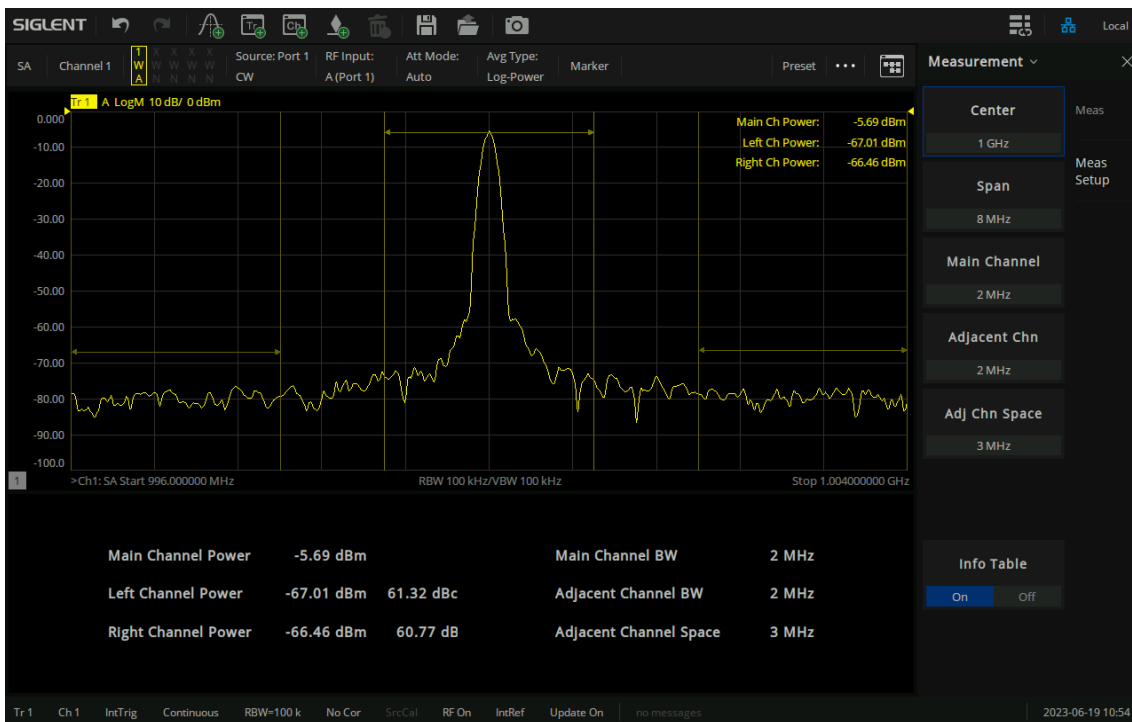 SIGLENT Tr Ch Local
SA Channel 1 1 X X X X Source: Port 1 RF Input: Att Mode: Avg Type: Marker Preset ••• Measurement
W W W W W CW A (Port 1) Auto Log-Power
A N N N N
Tr 1 A LogM 10 dB/ 0 dBm
0.000
-10.00
-20.00
-30.00
-40.00
-50.00
-60.00
-70.00
-80.00
-90.00
-100.0
Main Ch Power: -5.69 dBm
Left Ch Power: -67.01 dBm
Right Ch Power: -66.46 dBm
1 >Ch1: SA Start 996.000000 MHz RBW 100 kHz/VBW 100 kHz Stop 1.004000000 GHz
Main Channel Power -5.69 dBm Main Channel BW 2 MHz
Left Channel Power -67.01 dBm 61.32 dBc Adjacent Channel BW 2 MHz
Right Channel Power -66.46 dBm 60.77 dB Adjacent Channel Space 3 MHz
Center
1 GHz
Span
8 MHz
Main Channel
2 MHz
Adjacent Chn
2 MHz
Adj Chn Space
3 MHz
Info Table
On Off
Meas
Meas
Setup
Tr 1 Ch 1 IntTrig Continuous RBW=100 k No Cor SrcCal RF On IntRef Update On no messages 2023-06-19 10:54